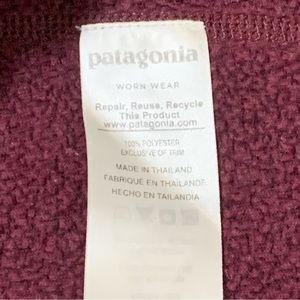 patagonia
WORN WEAR
Repair, Reuse, Recycle
This Product
www.patagonia.com
100% POLYESTER
EXCLUSIVE OF TRIM
MADE IN THAILAND
FABRIQUÉ EN THAÏLANDE
HECHO EN TAILANDIA